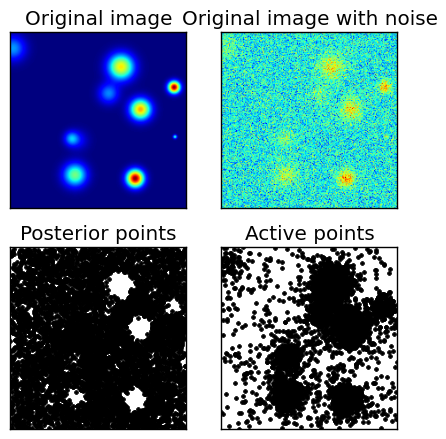 Original image
Original image with noise
Posterior points
Active points